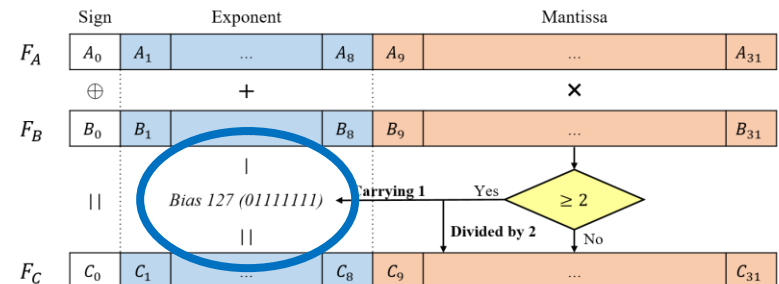 Sign Exponent Mantissa
F_A A_0 A_1 ... A_8 A_9 ... A_31
⊕ + ×
F_B B_0 B_1 B_8 B_9 ... B_31
|
Bias 127 (01111111) Carrying 1 Yes ≥ 2
||
Divided by 2
No
||
F_C C_0 C_1 ... C_8 C_9 ... C_31